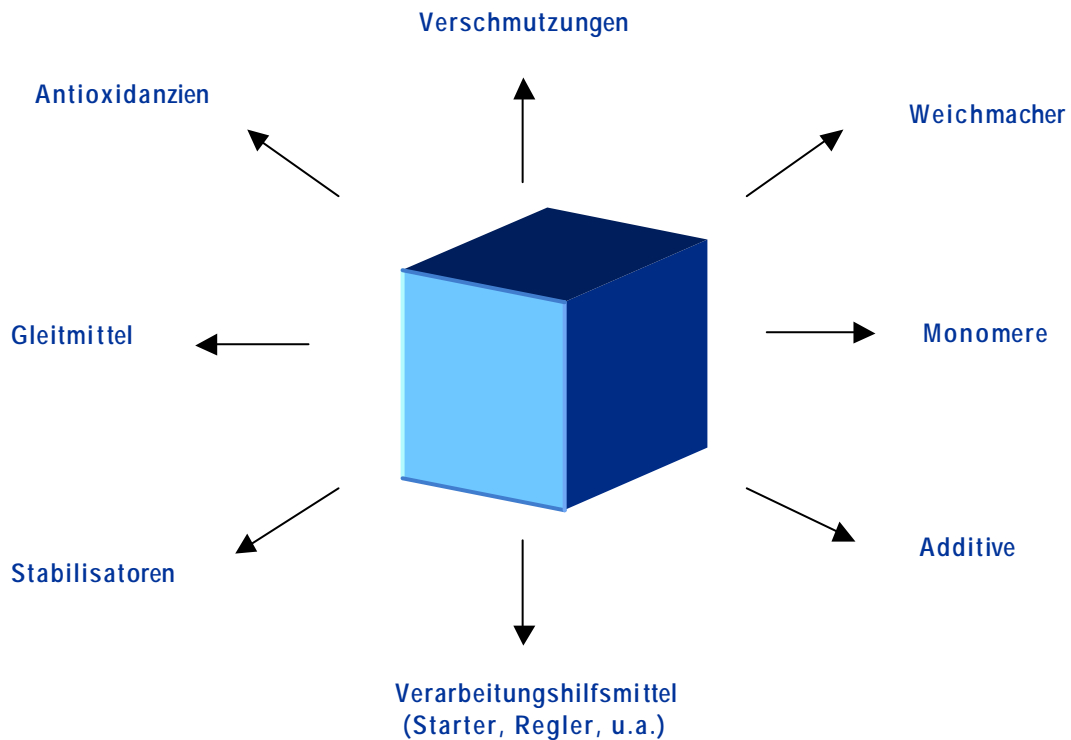 Verschmutzungen
Antioxidanzien
Weichmacher
Gleitmittel
Monomere
Additive
Stabilisatoren
Verarbeitungshilfsmittel
(Starter, Regler, u.a.)